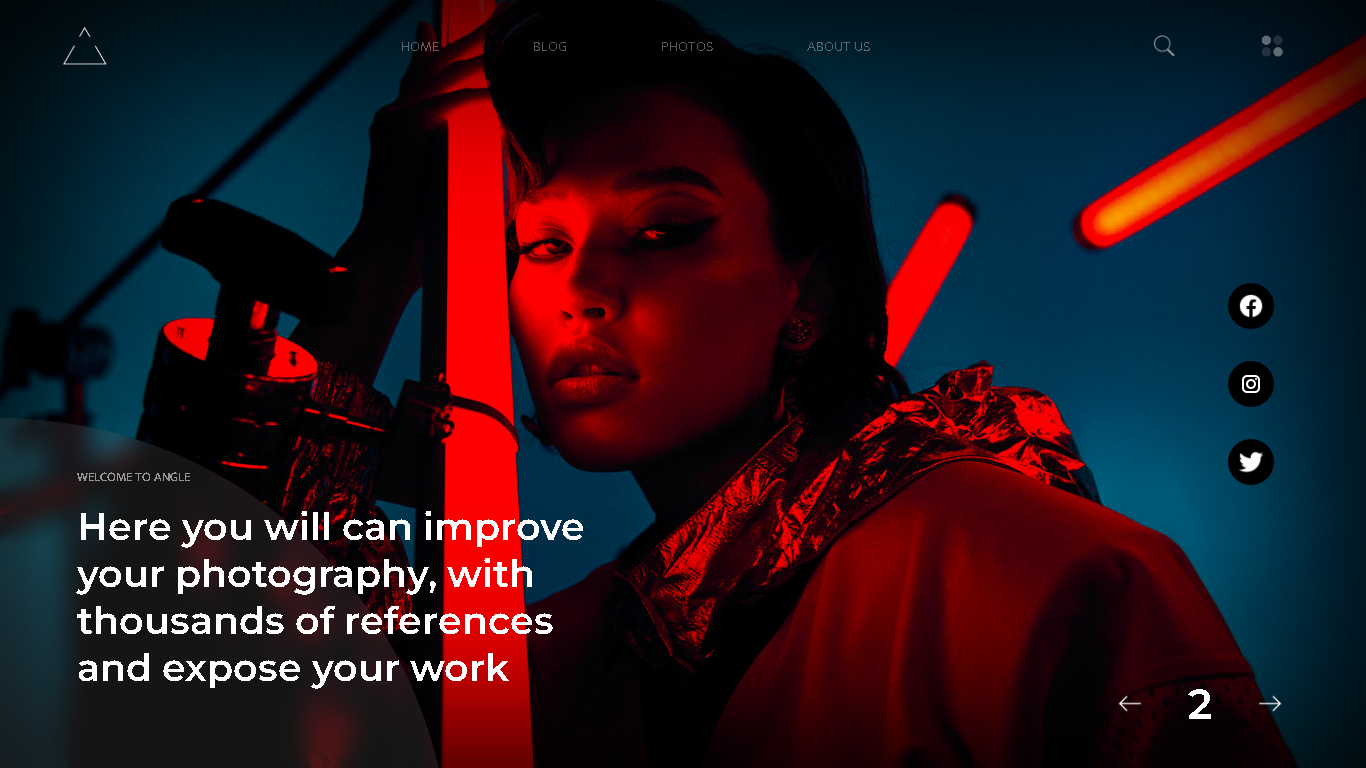 HOME
BLOG
PHOTOS
ABOUT US
WELCOME TO ANGLE
Here you will can improve
your photography, with
thousands of references
and expose your work
2